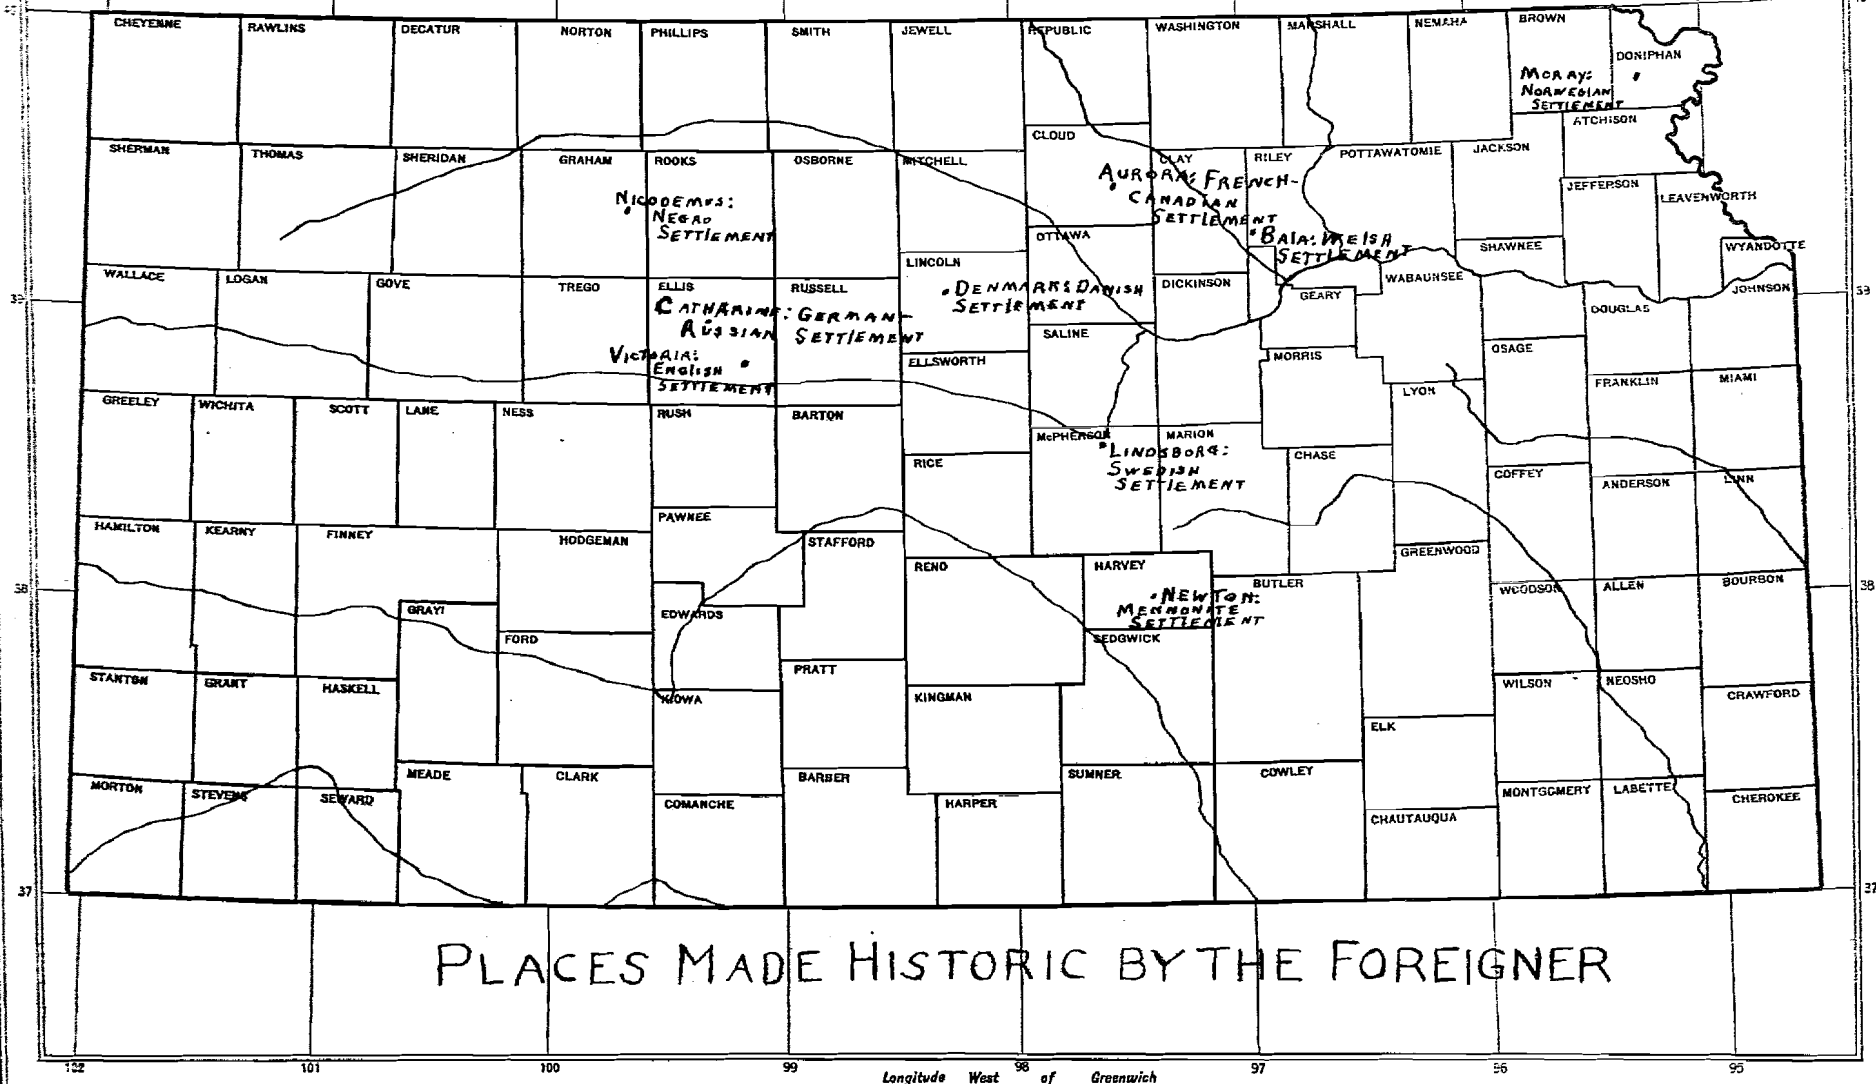 CHEYENNE
RAWLINS
DECATUR
NORTON
PHILLIPS
SMITH
JEWELL
REPUBLIC
WASHINGTON
MARSHALL
NEMAHA
BROWN
DONIPHAN
MORAY:
NORWEGIAN
SETTLEMENT
ATCHISON
SHERMAN
THOMAS
SHERIDAN
GRAHAM
ROOKS
OSBORNE
MITCHELL
CLOUD
CLAY
RILEY
POTTAWATOMIE
JACKSON
JEFFERSON
LEAVENWORTH
AURORA: FRENCH-
CANADIAN
SETTLEMENT
NICODEMUS:
NEGRO
SETTLEMENT
OTTAWA
BALA: WELSH
SETTLEMENT
SHAWNEE
WYANDOTTE
WALLACE
LOGAN
GOVE
TREGO
ELLIS
RUSSELL
LINCOLN
DENMARK: DANISH
SETTLEMENT
DICKINSON
GEARY
WABAUNSEE
DOUGLAS
JOHNSON
CATHARINE: GERMAN-
RUSSIAN SETTLEMENT
VICTORIA:
ENGLISH
SETTLEMENT
ELLSWORTH
SALINE
MORRIS
OSAGE
FRANKLIN
MIAMI
LYON
GREELEY
WICHITA
SCOTT
LANE
NESS
RUSH
BARTON
RICE
McPHERSON
MARION
LINDSBORG:
SWEDISH
SETTLEMENT
CHASE
COFFEY
ANDERSON
LINN
HAMILTON
KEARNY
FINNEY
HODGEMAN
PAWNEE
STAFFORD
RENO
HARVEY
NEWTON:
MENNONITE
SETTLEMENT
BUTLER
GREENWOOD
WOODSON
ALLEN
BOURBON
GRAY
FORD
EDWARDS
PRATT
SEDGWICK
STANTON
GRANT
HASKELL
KIOWA
KINGMAN
ELK
WILSON
NEOSHO
CRAWFORD
MORTON
STEVENS
SEWARD
MEADE
CLARK
COMANCHE
BARBER
HARPER
SUMNER
COWLEY
CHAUTAUQUA
MONTGOMERY
LABETTE
CHEROKEE
38
38
37
37
PLACES MADE HISTORIC BY THE FOREIGNER
102 101 100 99 98 97 96 95
Longitude West of Greenwich